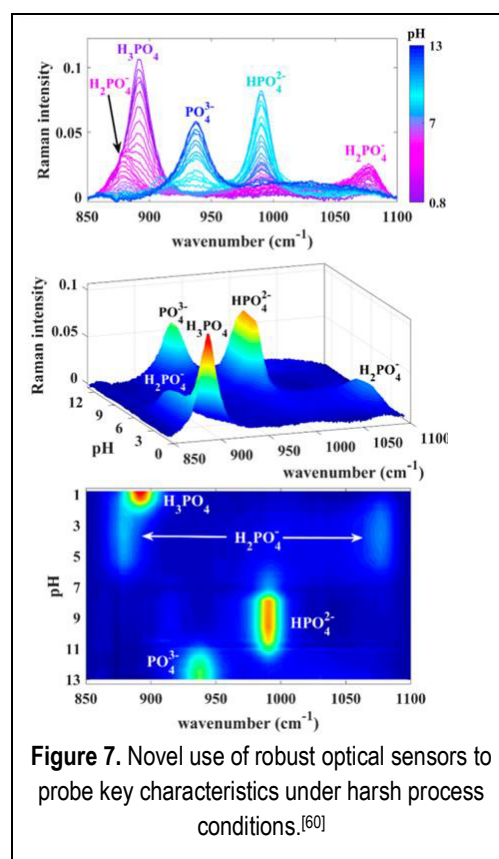 pH
13
7
0.8
Raman intensity
0.1
0.05
0
H₃PO₄
H₂PO₄⁻
PO₄³⁻
HPO₄²⁻
H₂PO₄⁻
850 900 950 1000 1050 1100
wavenumber (cm⁻¹)
Raman intensity
0.1
0.05
0
PO₄³⁻
H₃PO₄
HPO₄²⁻
H₂PO₄⁻
H₂PO₄⁻
12
9
6
3
0
pH
850 900 950 1000 1050 1100
wavenumber (cm⁻¹)
pH
1
3
5
7
9
11
13
H₃PO₄
H₂PO₄⁻
HPO₄²⁻
PO₄³⁻
850 900 950 1000 1050 1100
wavenumber (cm⁻¹)
Figure 7. Novel use of robust optical sensors to
probe key characteristics under harsh process
conditions.[60]